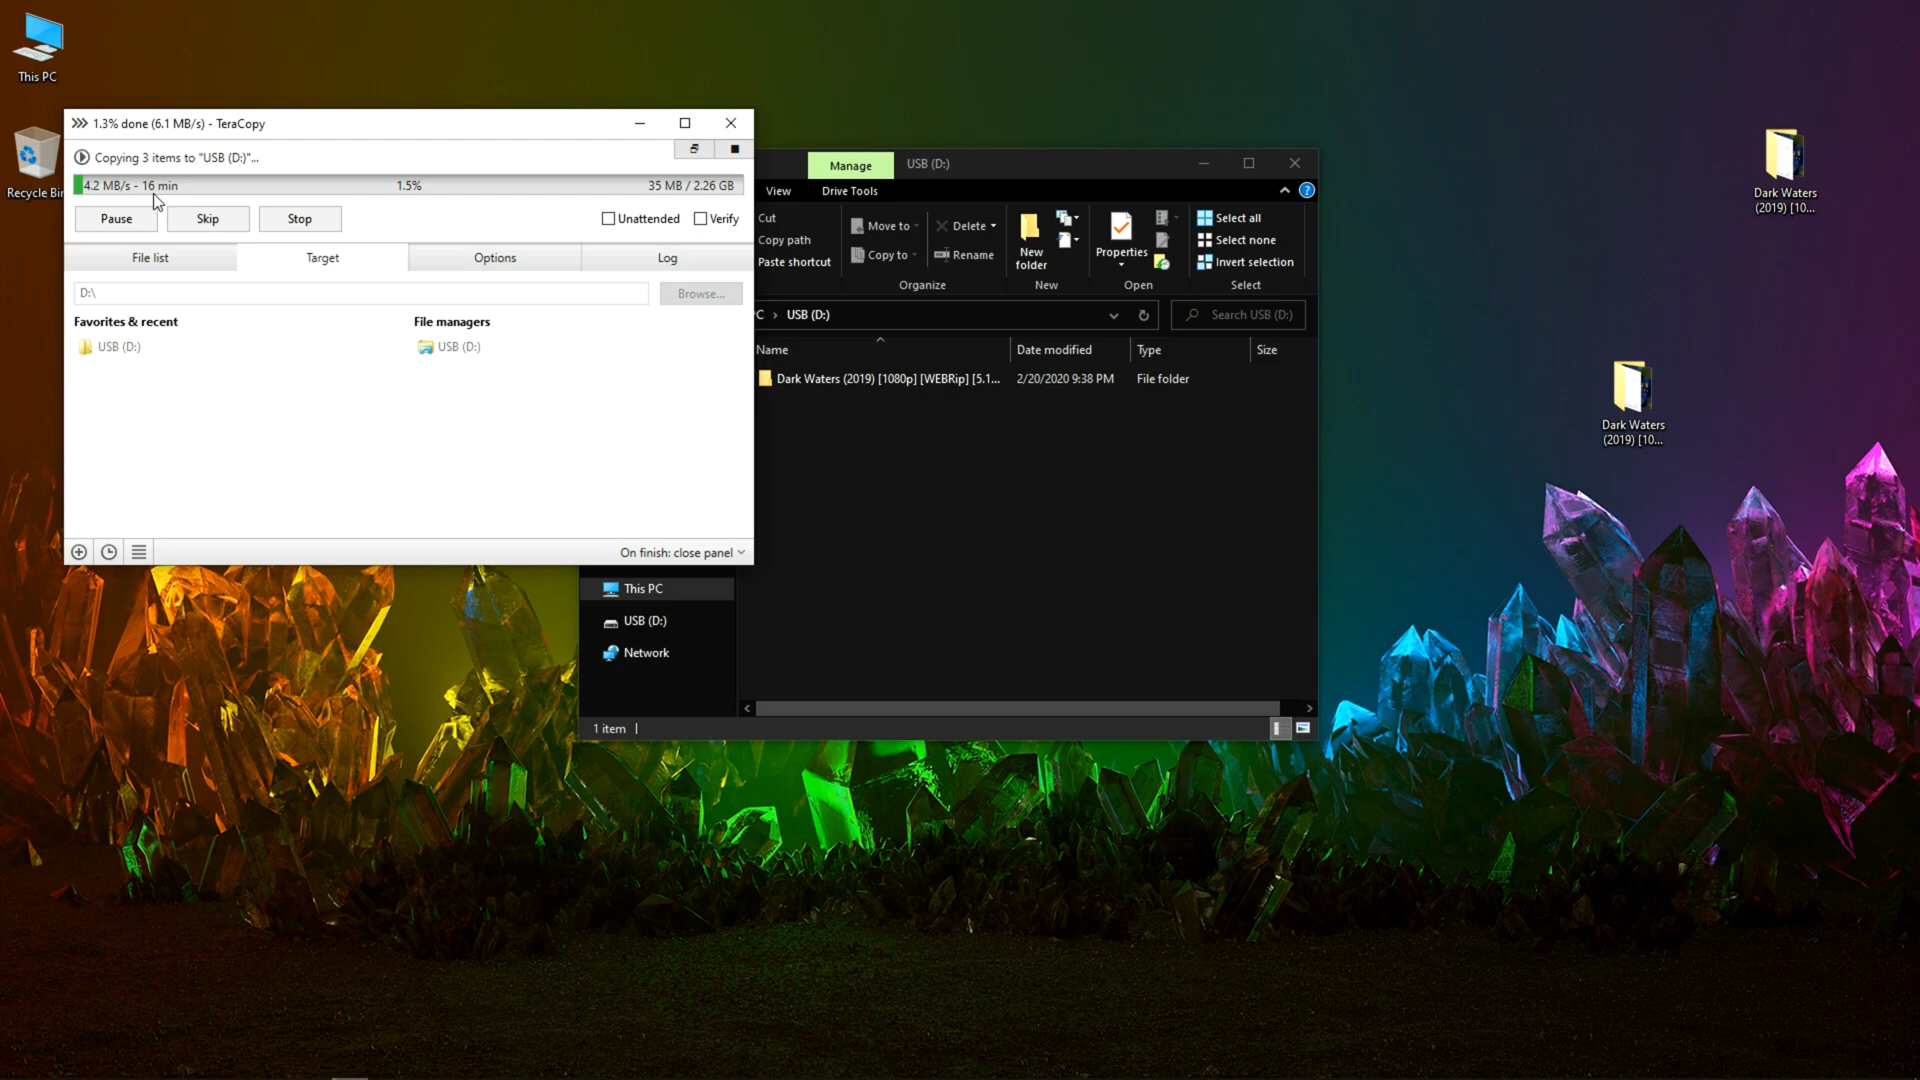 This PC
Recycle Bin
1.3% done (6.1 MB/s) - TeraCopy
Copying 3 items to "USB (D:)"...
4.2 MB/s - 16 min
1.5%
35 MB / 2.26 GB
Pause
Skip
Stop
Unattended
Verify
File list
Target
Options
Log
D:\
Browse...
Favorites & recent
File managers
USB (D:)
USB (D:)
On finish: close panel
Manage
USB (D:)
View
Drive Tools
Cut
Copy path
Paste shortcut
Move to
Copy to
Delete
Rename
Organize
New
folder
New
Properties
Open
Select all
Select none
Invert selection
Select
C › USB (D:)
Search USB (D:)
Name
Date modified
Type
Size
Dark Waters (2019) [1080p] [WEBRip] [5.1...
2/20/2020 9:38 PM
File folder
This PC
USB (D:)
Network
1 item
Dark Waters
(2019) [10...
Dark Waters
(2019) [10...